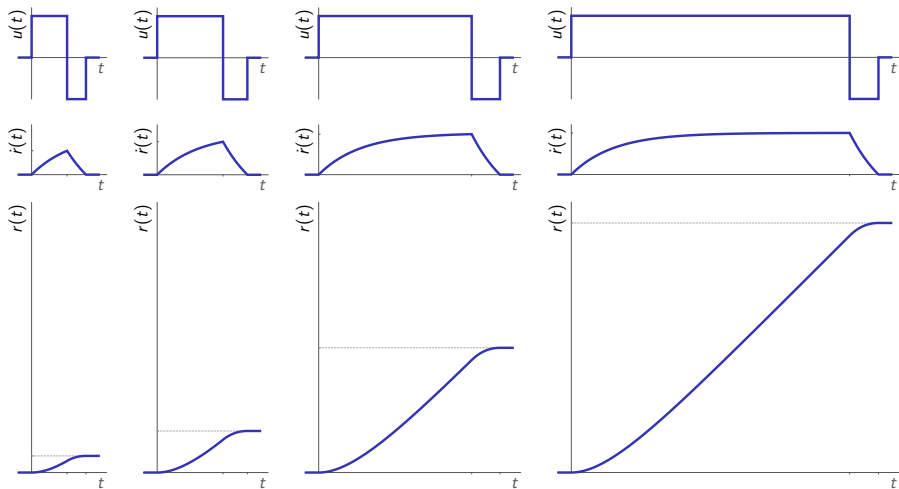 u(t) t u(t) t u(t) t u(t) t
ṙ(t) t ṙ(t) t ṙ(t) t ṙ(t) t
r(t) t r(t) t r(t) t r(t) t